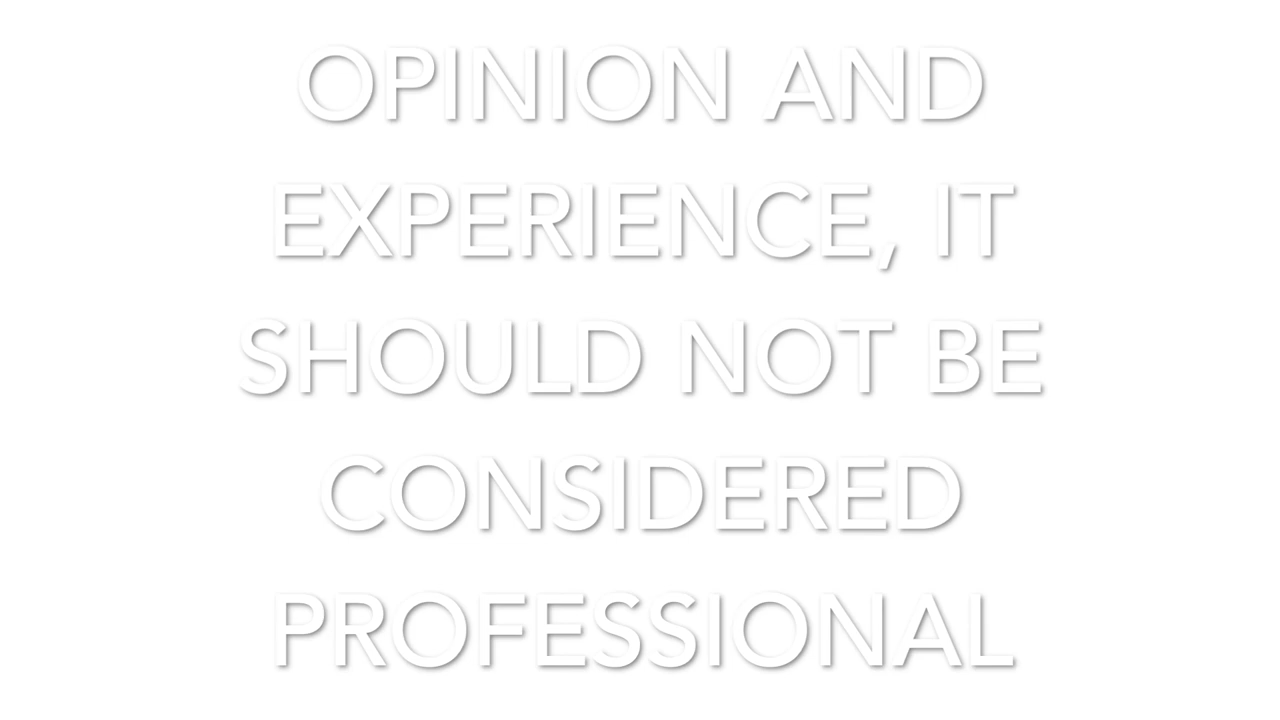 OPINION AND
EXPERIENCE, IT
SHOULD NOT BE
CONSIDERED
PROFESSIONAL